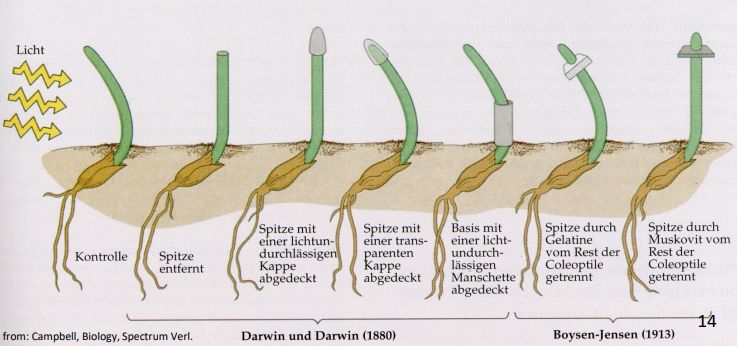 Licht
Kontrolle
Spitze
entfernt
Spitze mit
einer lichtun-
durchlässigen
Kappe
abgedeckt
Spitze mit
einer trans-
parenten
Kappe
abgedeckt
Basis mit
einer licht-
undurch-
lässigen
Manschette
abgedeckt
Spitze durch
Gelatine
vom Rest der
Coleoptile
getrennt
Spitze durch
Muskovit vom
Rest der
Coleoptile
getrennt
14
from: Campbell, Biology, Spectrum Verl.
Darwin und Darwin (1880)
Boysen-Jensen (1913)